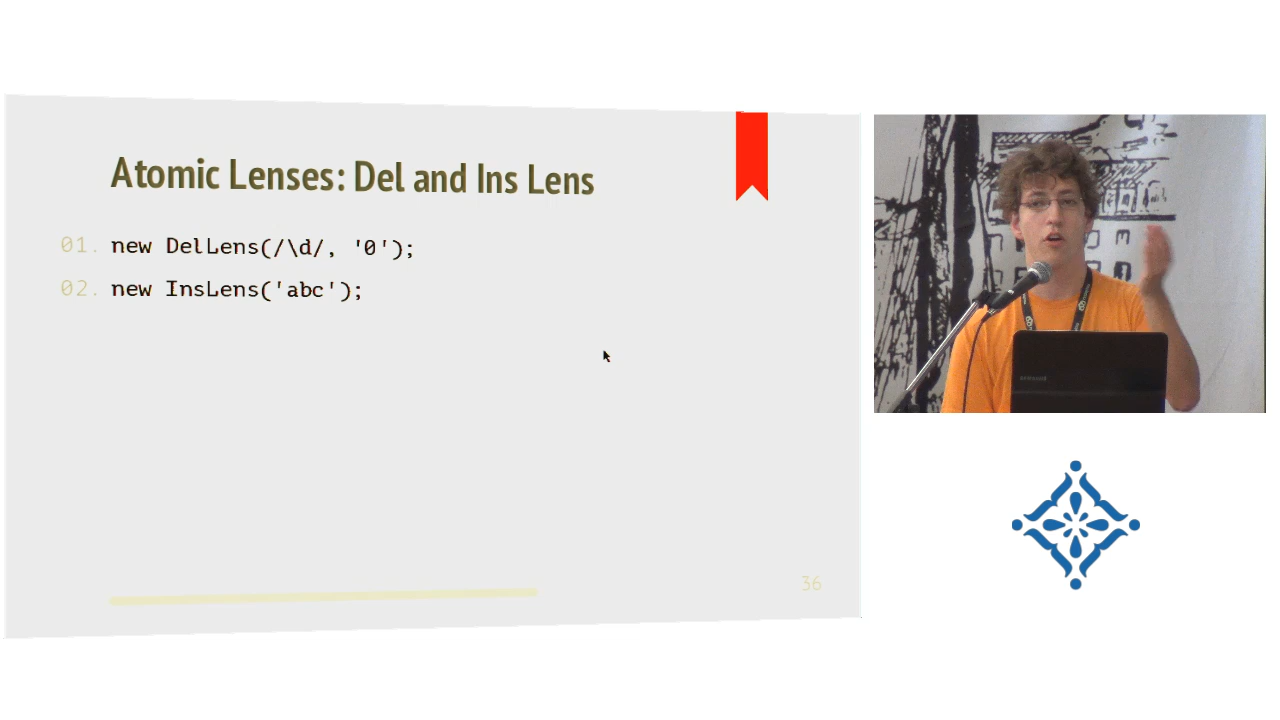 Atomic Lenses: Del and Ins Lens
01. new DelLens(/\d/, '0');
02. new InsLens('abc');
36